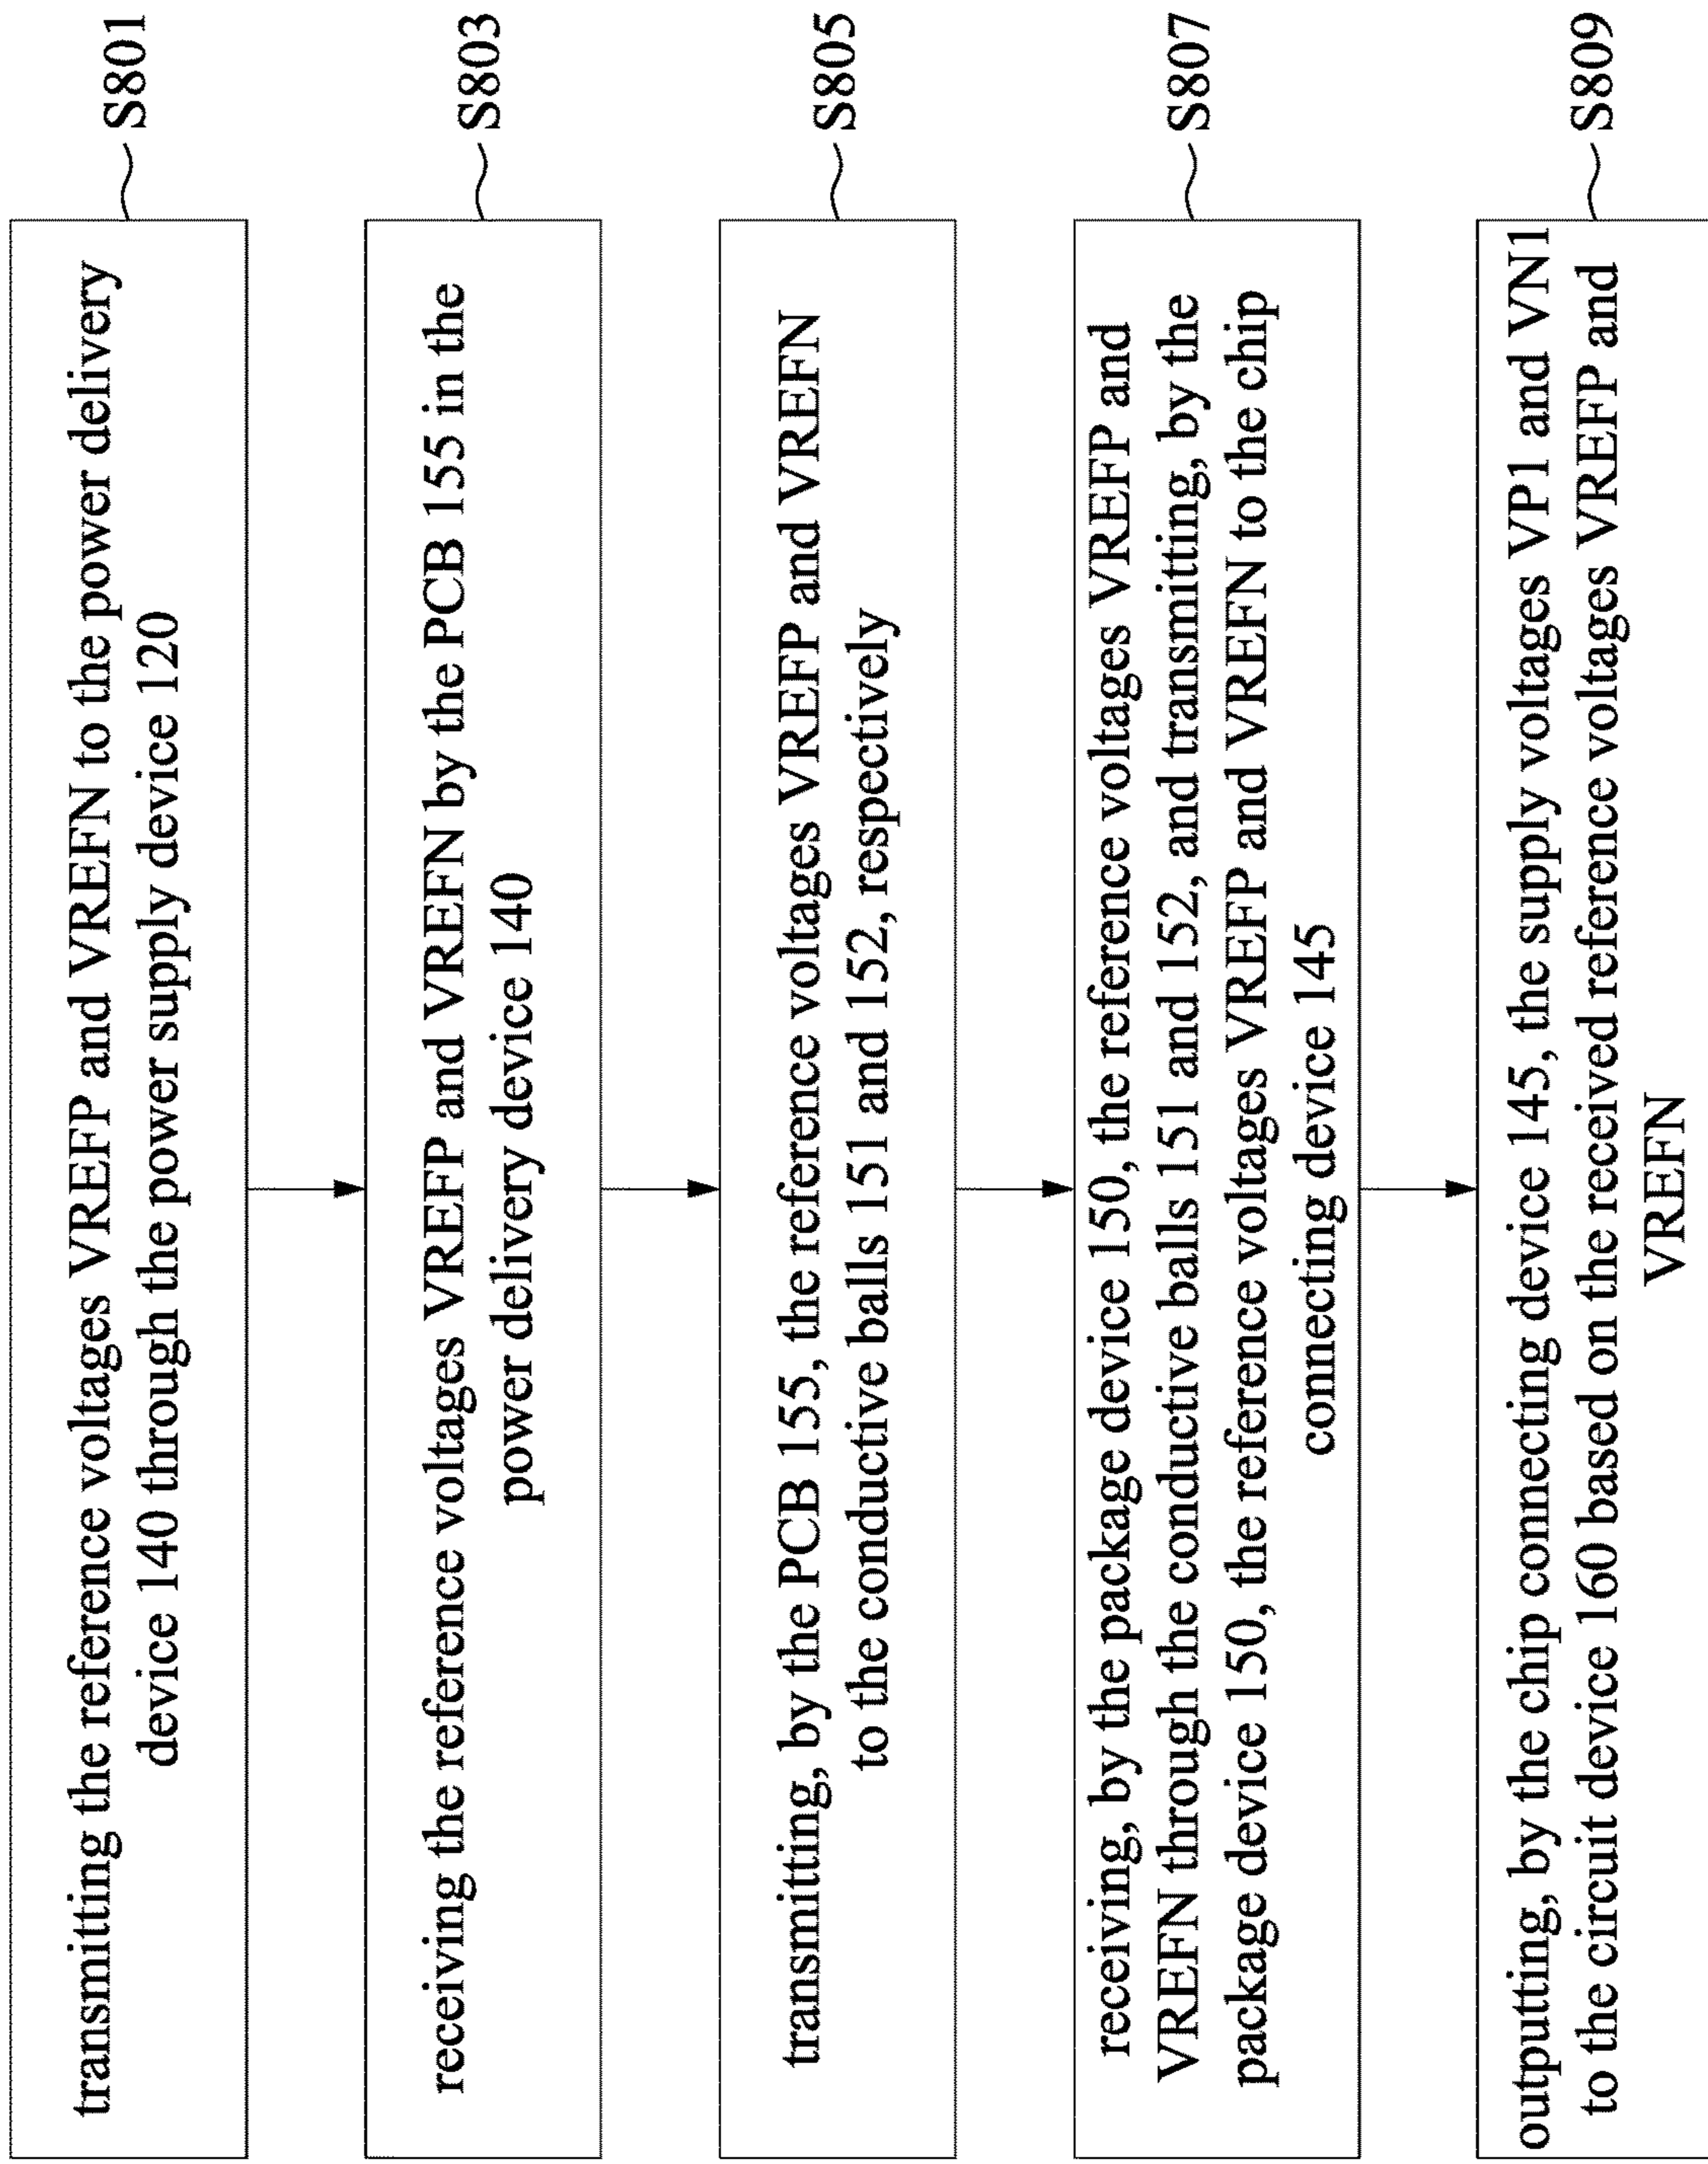 transmitting the reference voltages VREFP and VREFN to the power delivery
device 140 through the power supply device 120
S801
receiving the reference voltages VREFP and VREFN by the PCB 155 in the
power delivery device 140
S803
transmitting, by the PCB 155, the reference voltages VREFP and VREFN
to the conductive balls 151 and 152, respectively
S805
receiving, by the package device 150, the reference voltages VREFP and
VREFN through the conductive balls 151 and 152, and transmitting, by the
package device 150, the reference voltages VREFP and VREFN to the chip
connecting device 145
S807
outputting, by the chip connecting device 145, the supply voltages VP1 and VN1
to the circuit device 160 based on the received reference voltages VREFP and
VREFN
S809